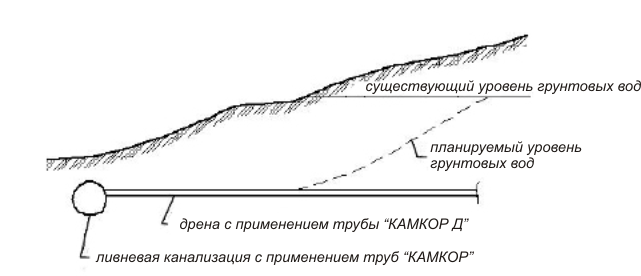 существующий уровень грунтовых вод
планируемый уровень
грунтовых вод
дрена с применением трубы “КАМКОР Д”
ливневая канализация с применением труб “КАМКОР”